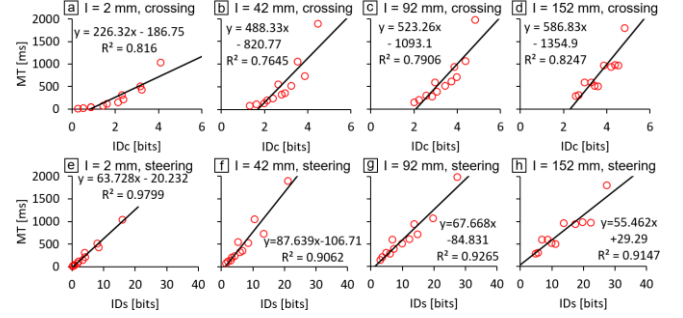 a I = 2 mm, crossing
b I = 42 mm, crossing
c I = 92 mm, crossing
d I = 152 mm, crossing
MT [ms]
2000
1500
1000
500
0
y = 226.32x - 186.75
R² = 0.816
y = 488.33x
- 820.77
R² = 0.7645
y = 523.26x
- 1093.1
R² = 0.7906
y = 586.83x
- 1354.9
R² = 0.8247
0 2 4 6
0 2 4 6
0 2 4 6
0 2 4 6
IDc [bits]
IDc [bits]
IDc [bits]
IDc [bits]
e I = 2 mm, steering
f I = 42 mm, steering
g I = 92 mm, steering
h I = 152 mm, steering
MT [ms]
2000
1500
1000
500
0
y = 63.728x - 20.232
R² = 0.9799
y=87.639x-106.71
R² = 0.9062
y=67.668x
-84.831
R² = 0.9265
y=55.462x
+29.29
R² = 0.9147
0 10 20 30 40
0 10 20 30 40
0 10 20 30 40
0 10 20 30 40
IDs [bits]
IDs [bits]
IDs [bits]
IDs [bits]